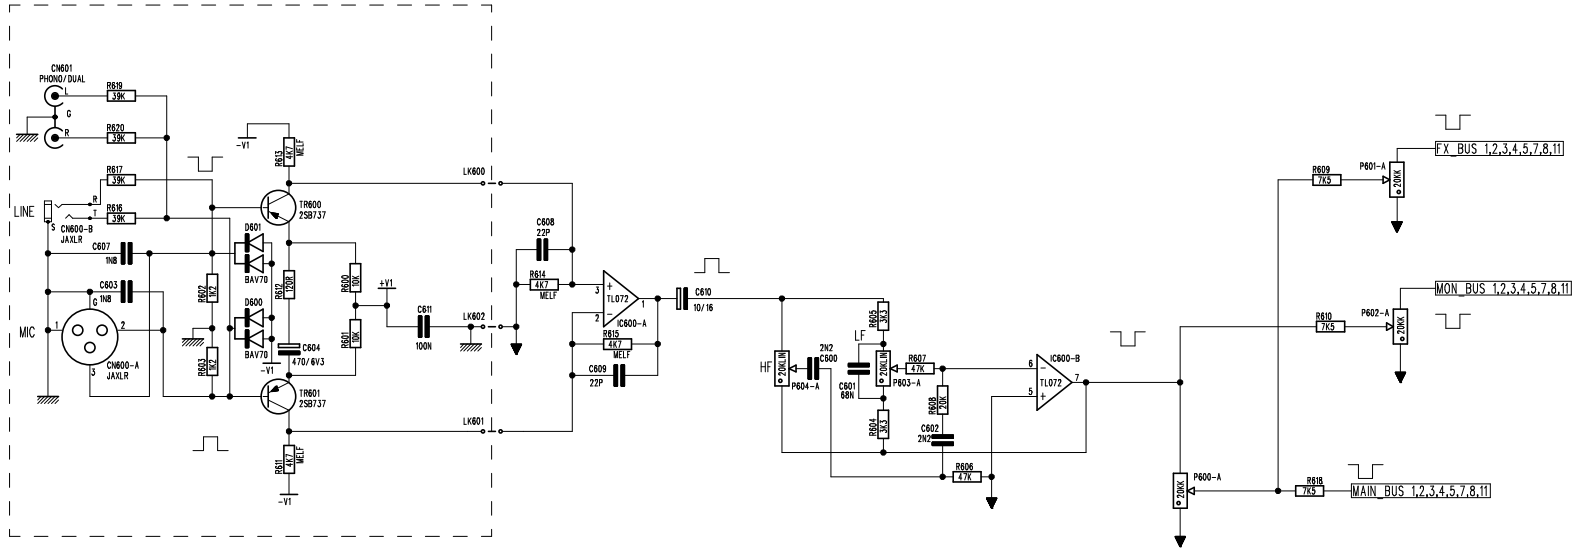 CN601
PHONO/DUAL
L
G
R
R619
39K
R620
39K
R617
39K
R616
39K
LINE
R
T
S
CN600-B
JAXLR
C607
1N8
C603
1N8
MIC
G
1
2
3
CN600-A
JAXLR
R602
1K2
R603
1K2
D601
BAV70
D600
BAV70
-V1
-V1
R613
4K7
MELF
TR600
2SB737
R612
120R
C604
470/6V3
TR601
2SB737
R611
4K7
MELF
-V1
R600
10K
R601
10K
+V1
C611
100N
LK600
LK602
LK601
C608
22P
R614
4K7
MELF
3
+
2
-
TL072
1
IC600-A
R615
4K7
MELF
C609
22P
C610
10/16
HF
20KLIN
P604-A
2N2
C600
R605
3K3
LF
C601
68N
20KLIN
P603-A
R604
3K3
R607
47K
R608
20K
C602
2N2
R606
47K
6
-
5
+
IC600-B
TL072
7
P600-A
20KK
R609
7K5
P601-A
20KK
FX_BUS 1,2,3,4,5,7,8,11
R610
7K5
P602-A
20KK
MON_BUS 1,2,3,4,5,7,8,11
R618
7K5
MAIN_BUS 1,2,3,4,5,7,8,11